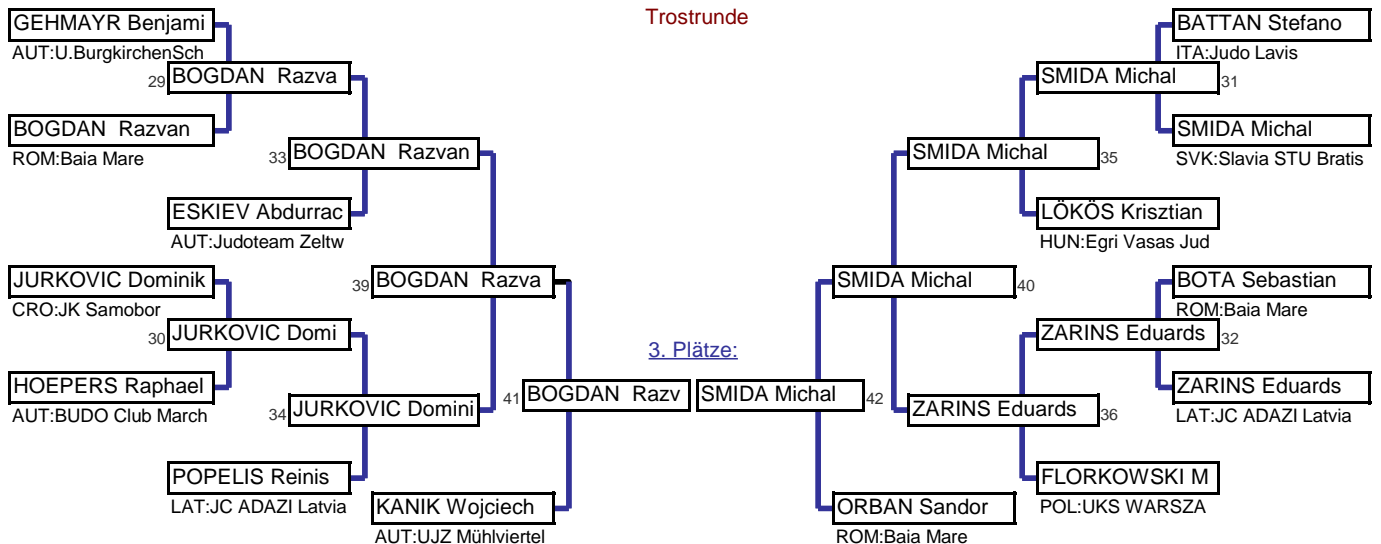 Trostrunde
GEHMAYR Benjami
AUT:U.BurgkirchenSch
29
BOGDAN Razva
BOGDAN Razvan
ROM:Baia Mare
33
BOGDAN Razvan
ESKIEV Abdurrac
AUT:Judoteam Zeltw
JURKOVIC Dominik
CRO:JK Samobor
39
BOGDAN Razva
30
JURKOVIC Domi
HOEPERS Raphael
AUT:BUDO Club March
34
JURKOVIC Domini
POPELIS Reinis
LAT:JC ADAZI Latvia
KANIK Wojciech
AUT:UJZ Mühlviertel
3. Plätze:
41
BOGDAN Razv
SMIDA Michal
42
BATTAN Stefano
ITA:Judo Lavis
SMIDA Michal
31
SMIDA Michal
SVK:Slavia STU Bratis
SMIDA Michal
35
LÖKÖS Krisztian
HUN:Egri Vasas Jud
SMIDA Michal
40
BOTA Sebastian
ROM:Baia Mare
ZARINS Eduards
32
ZARINS Eduards
LAT:JC ADAZI Latvia
ZARINS Eduards
36
FLORKOWSKI M
POL:UKS WARSZA
ORBAN Sandor
ROM:Baia Mare